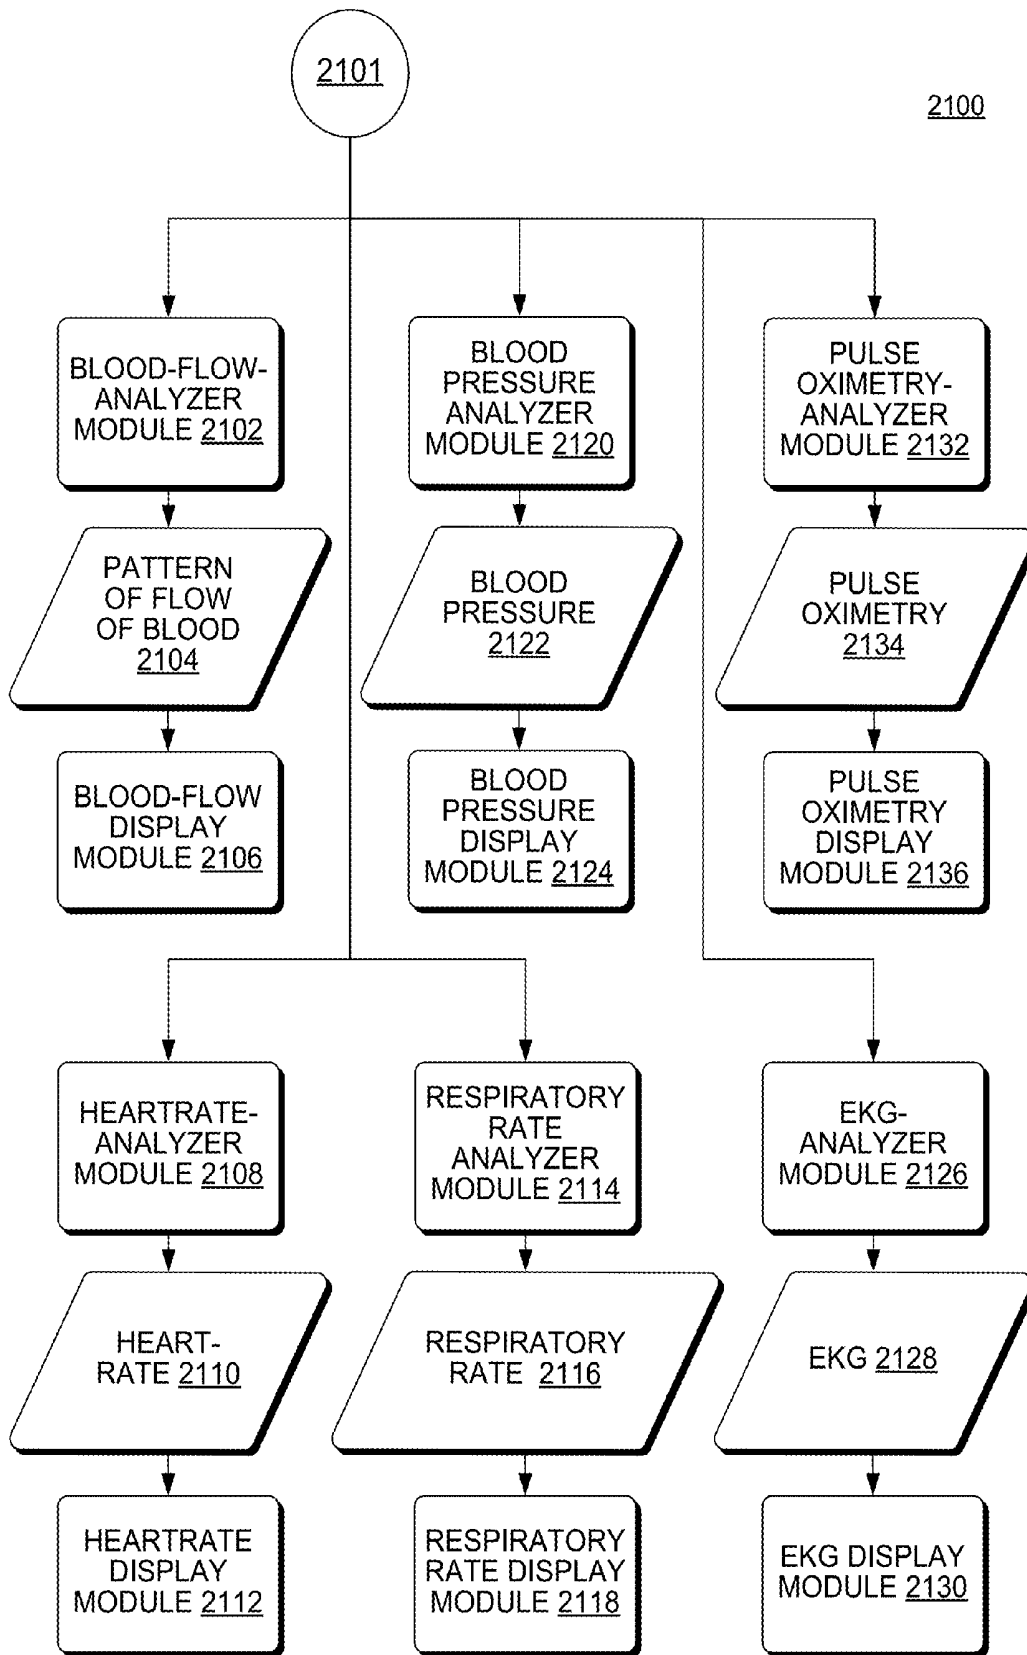 2101
2100
BLOOD-FLOW-
ANALYZER
MODULE 2102
BLOOD
PRESSURE
ANALYZER
MODULE 2120
PULSE
OXIMETRY-
ANALYZER
MODULE 2132
PATTERN
OF FLOW
OF BLOOD
2104
BLOOD
PRESSURE
2122
PULSE
OXIMETRY
2134
BLOOD-FLOW
DISPLAY
MODULE 2106
BLOOD
PRESSURE
DISPLAY
MODULE 2124
PULSE
OXIMETRY
DISPLAY
MODULE 2136
HEARTRATE-
ANALYZER
MODULE 2108
RESPIRATORY
RATE
ANALYZER
MODULE 2114
EKG-
ANALYZER
MODULE 2126
HEART-
RATE 2110
RESPIRATORY
RATE 2116
EKG 2128
HEARTRATE
DISPLAY
MODULE 2112
RESPIRATORY
RATE DISPLAY
MODULE 2118
EKG DISPLAY
MODULE 2130